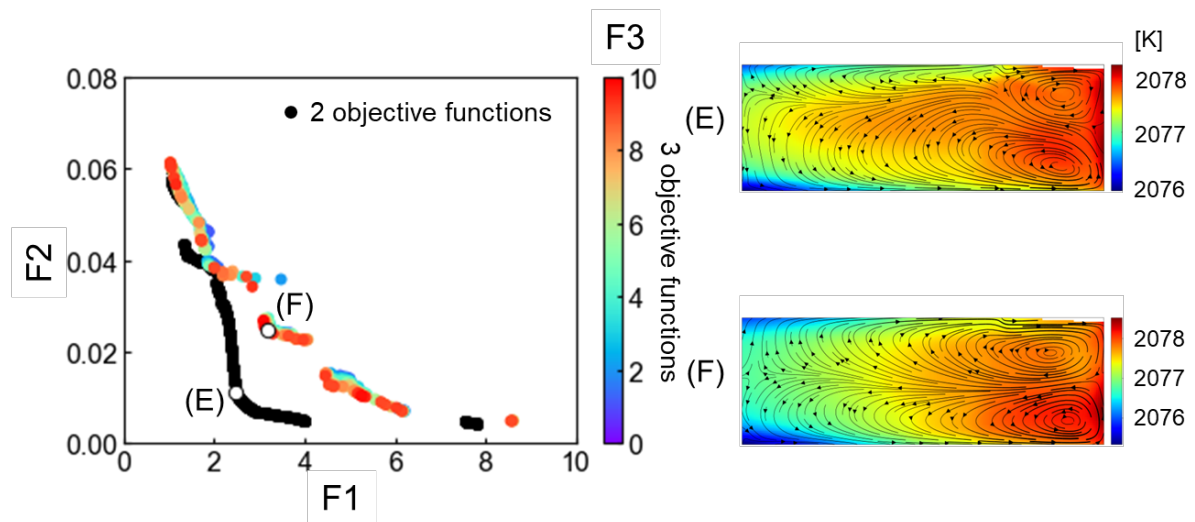 F3
[K]
0.08
0.06
0.04
0.02
0.00
F2
● 2 objective functions
(F)
(E)
0
2
4
6
8
10
F1
10
8
6
4
2
0
3 objective functions
(E)
2078
2077
2076
(F)
2078
2077
2076